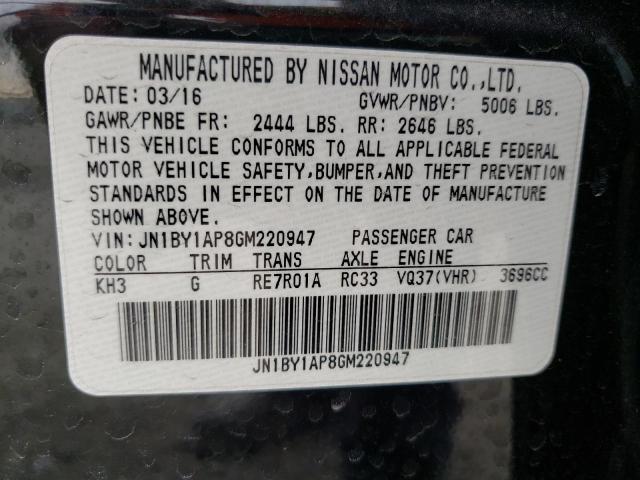 MANUFACTURED BY NISSAN MOTOR CO.,LTD.
DATE: 03/16 GVWR/PNBV: 5006 LBS.
GAWR/PNBE FR: 2444 LBS. RR: 2646 LBS.
THIS VEHICLE CONFORMS TO ALL APPLICABLE FEDERAL
MOTOR VEHICLE SAFETY,BUMPER,AND THEFT PREVENTION
STANDARDS IN EFFECT ON THE DATE OF MANUFACTURE
SHOWN ABOVE.
VIN: JN1BY1AP8GM220947 PASSENGER CAR
COLOR TRIM TRANS AXLE ENGINE
KH3 G RE7R01A RC33 VQ37(VHR) 3696CC
JN1BY1AP8GM220947